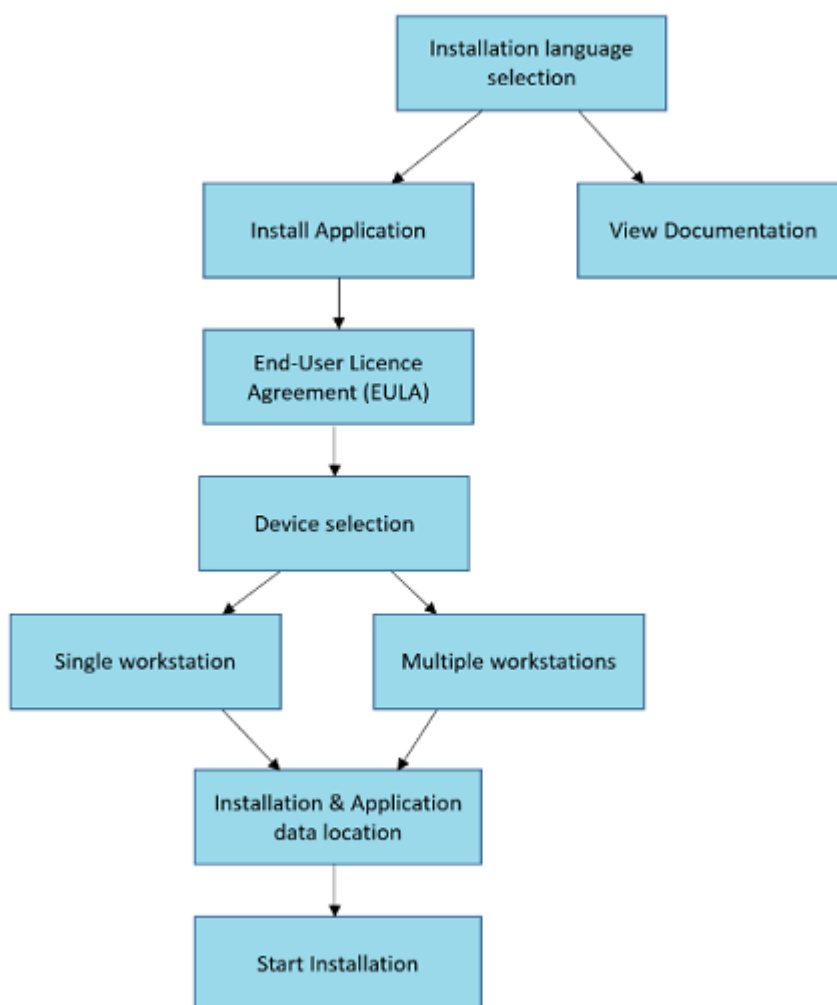 Installation language
selection
Install Application
View Documentation
End-User Licence
Agreement (EULA)
Device selection
Single workstation
Multiple workstations
Installation & Application
data location
Start Installation